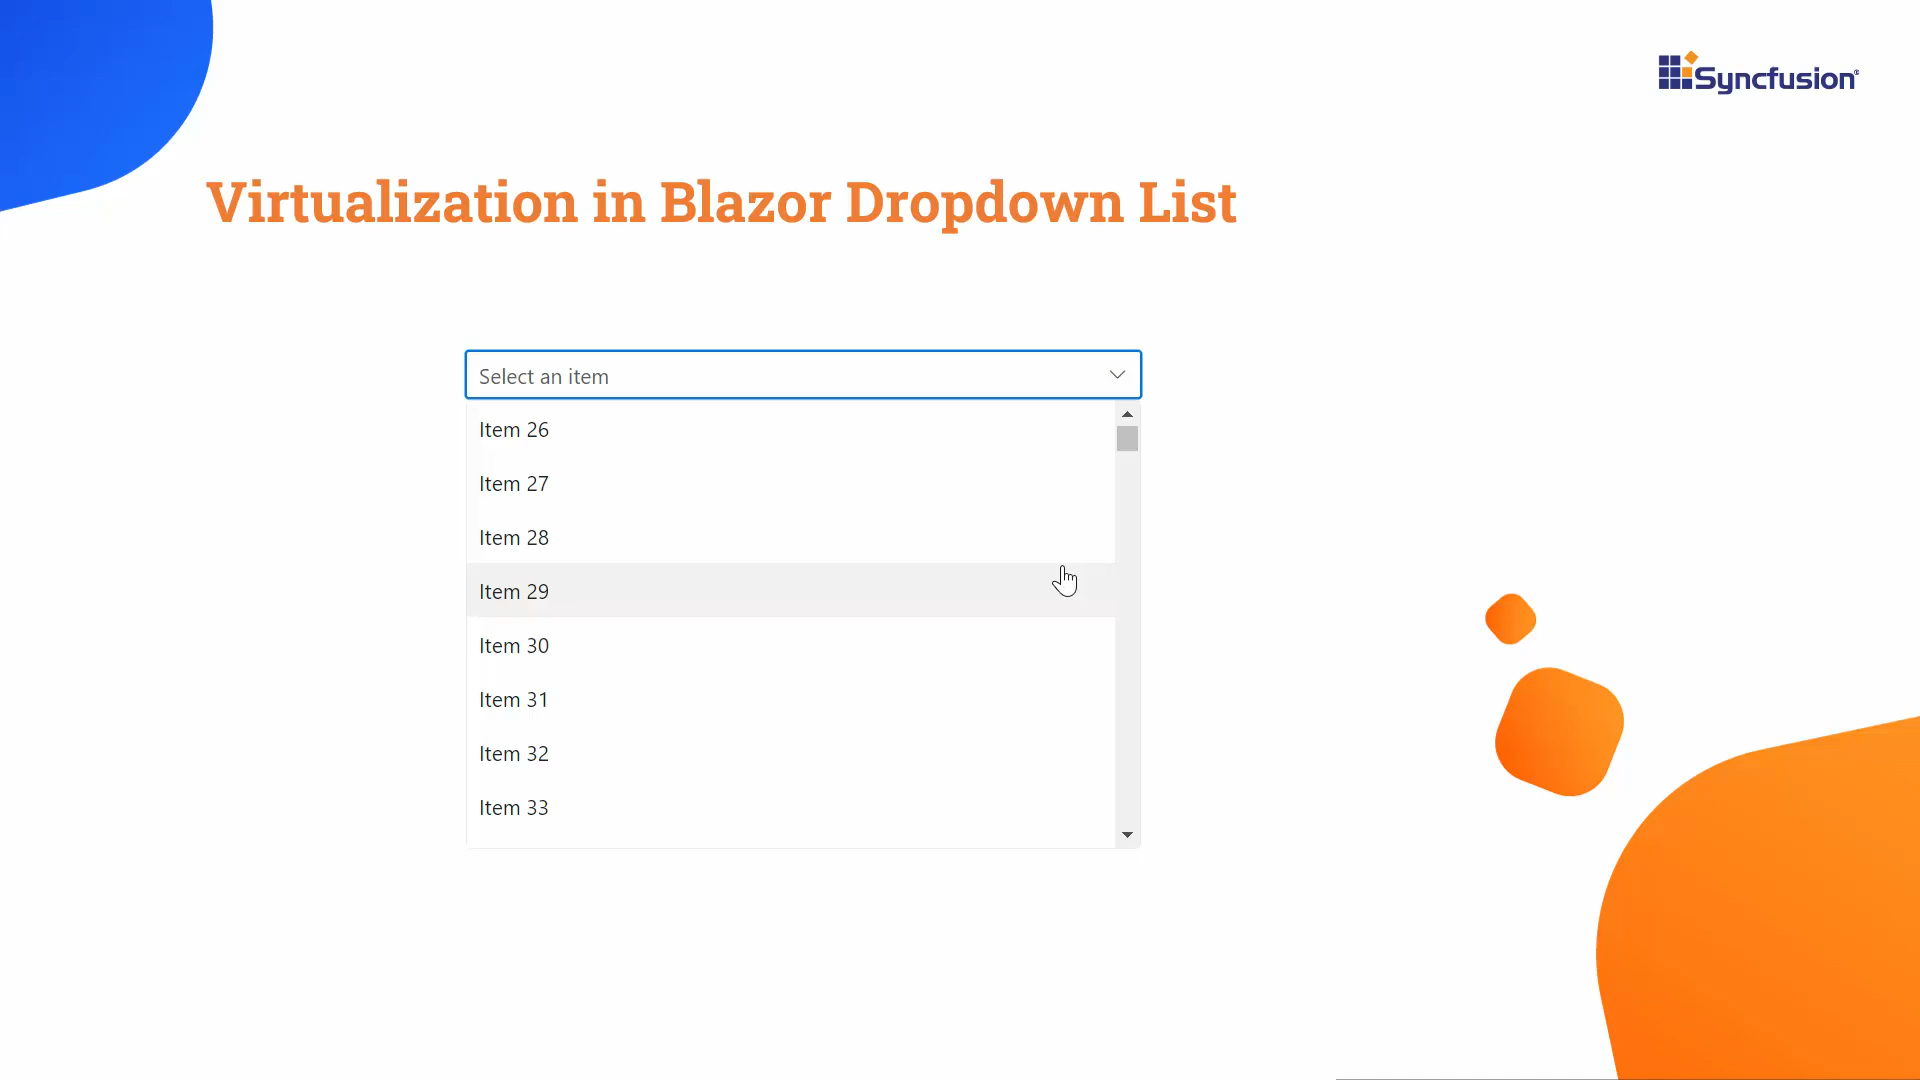 Syncfusion®
Virtualization in Blazor Dropdown List
Select an item
Item 26
Item 27
Item 28
Item 29
Item 30
Item 31
Item 32
Item 33